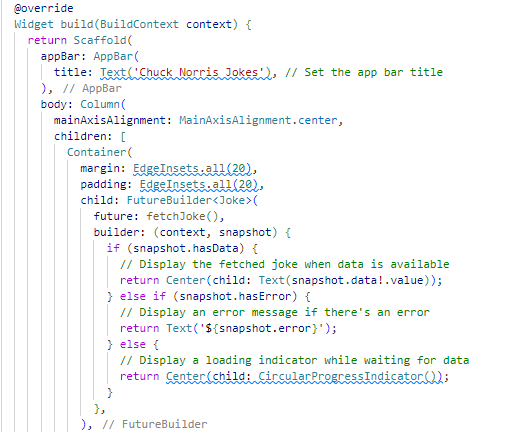 @override
Widget build(BuildContext context) {
  return Scaffold(
    appBar: AppBar(
      title: Text('Chuck Norris Jokes'), // Set the app bar title
    ), // AppBar
    body: Column(
      mainAxisAlignment: MainAxisAlignment.center,
      children: [
        Container(
          margin: EdgeInsets.all(20),
          padding: EdgeInsets.all(20),
          child: FutureBuilder<Joke>(
            future: fetchJoke(),
            builder: (context, snapshot) {
              if (snapshot.hasData) {
                // Display the fetched joke when data is available
                return Center(child: Text(snapshot.data!.value));
              } else if (snapshot.hasError) {
                // Display an error message if there's an error
                return Text('${snapshot.error}');
              } else {
                // Display a loading indicator while waiting for data
                return Center(child: CircularProgressIndicator());
              }
            },
          ), // FutureBuilder